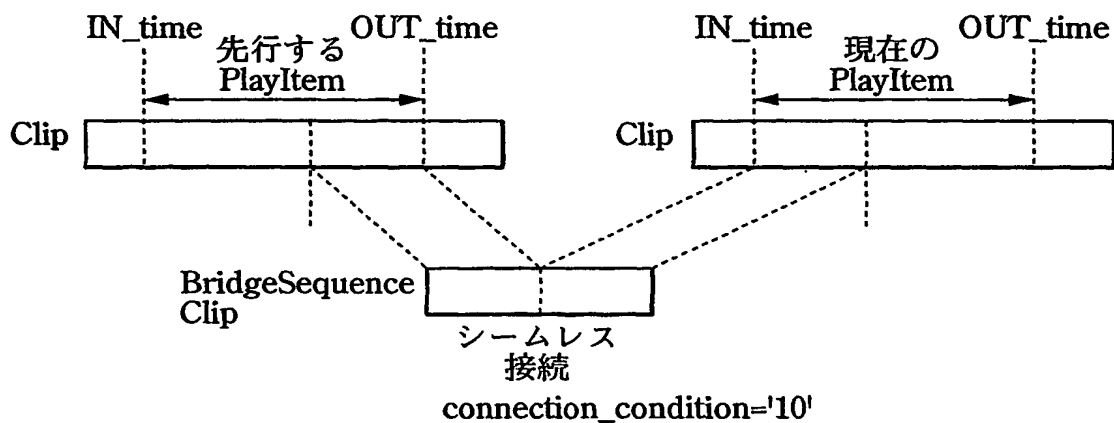 IN_time
OUT_time
先行する
PlayItem
Clip
IN_time
OUT_time
現在の
PlayItem
Clip
BridgeSequence
Clip
シームレス
接続
connection_condition='10'